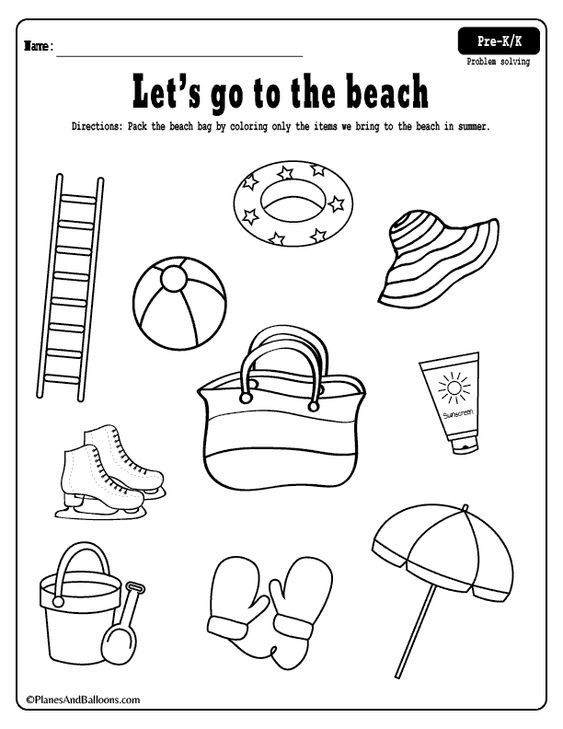 Name:
Pre-K/K
Problem solving
Let's go to the beach
Directions: Pack the beach bag by coloring only the items we bring to the beach in summer.
Sunscreen
©PlanesAndBalloons.com